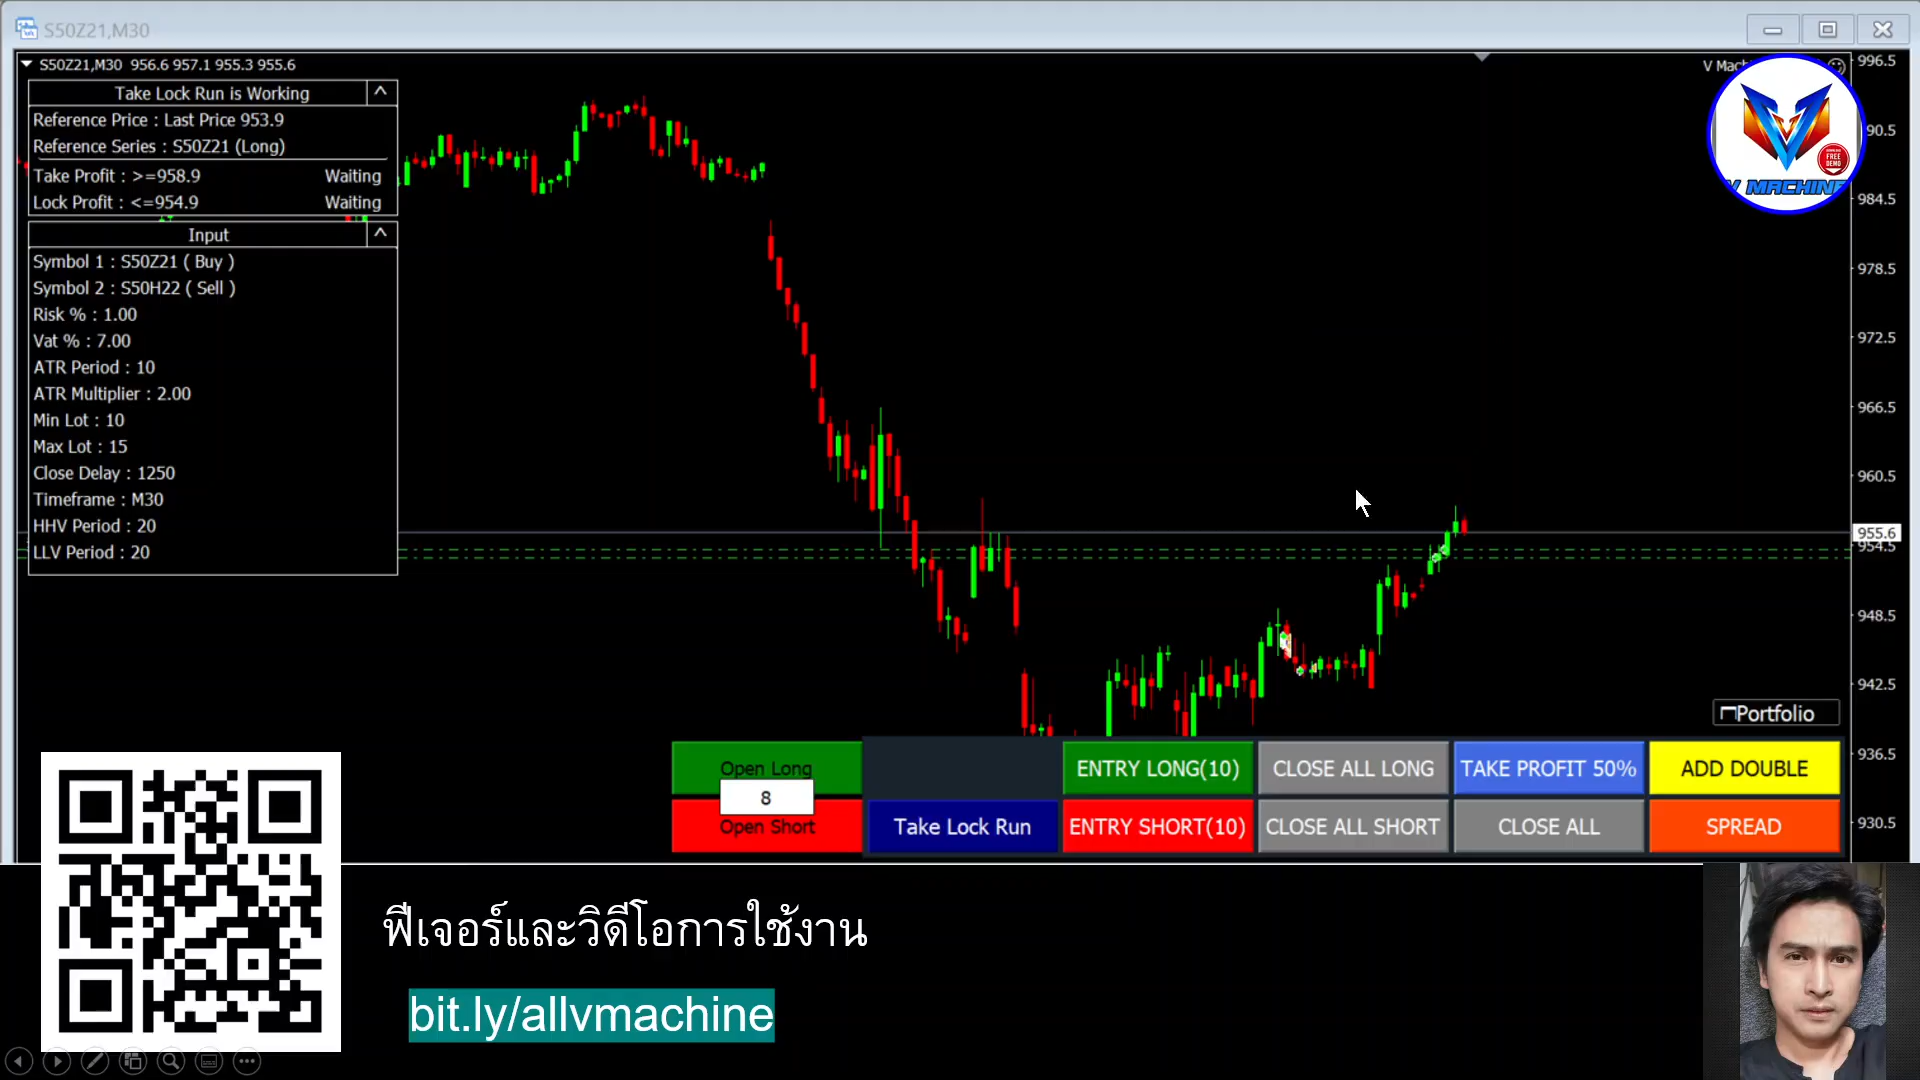 S50Z21,M30
S50Z21,M30 956.6 957.1 955.3 955.6
Take Lock Run is Working ^
Reference Price : Last Price 953.9
Reference Series : S50Z21 (Long)
Take Profit : >=958.9 Waiting
Lock Profit : <=954.9 Waiting
Input ^
Symbol 1 : S50Z21 ( Buy )
Symbol 2 : S50H22 ( Sell )
Risk % : 1.00
Vat % : 7.00
ATR Period : 10
ATR Multiplier : 2.00
Min Lot : 10
Max Lot : 15
Close Delay : 1250
Timeframe : M30
HHV Period : 20
LLV Period : 20
V MACHINE
FREE
DEMO
996.5
90.5
984.5
978.5
972.5
966.5
960.5
955.6
954.5
948.5
942.5
936.5
930.5
Portfolio
Open Long
8
Open Short
Take Lock Run
ENTRY LONG(10)
CLOSE ALL LONG
TAKE PROFIT 50%
ADD DOUBLE
ENTRY SHORT(10)
CLOSE ALL SHORT
CLOSE ALL
SPREAD
ฟีเจอร์และวิดีโอการใช้งาน
bit.ly/allvmachine